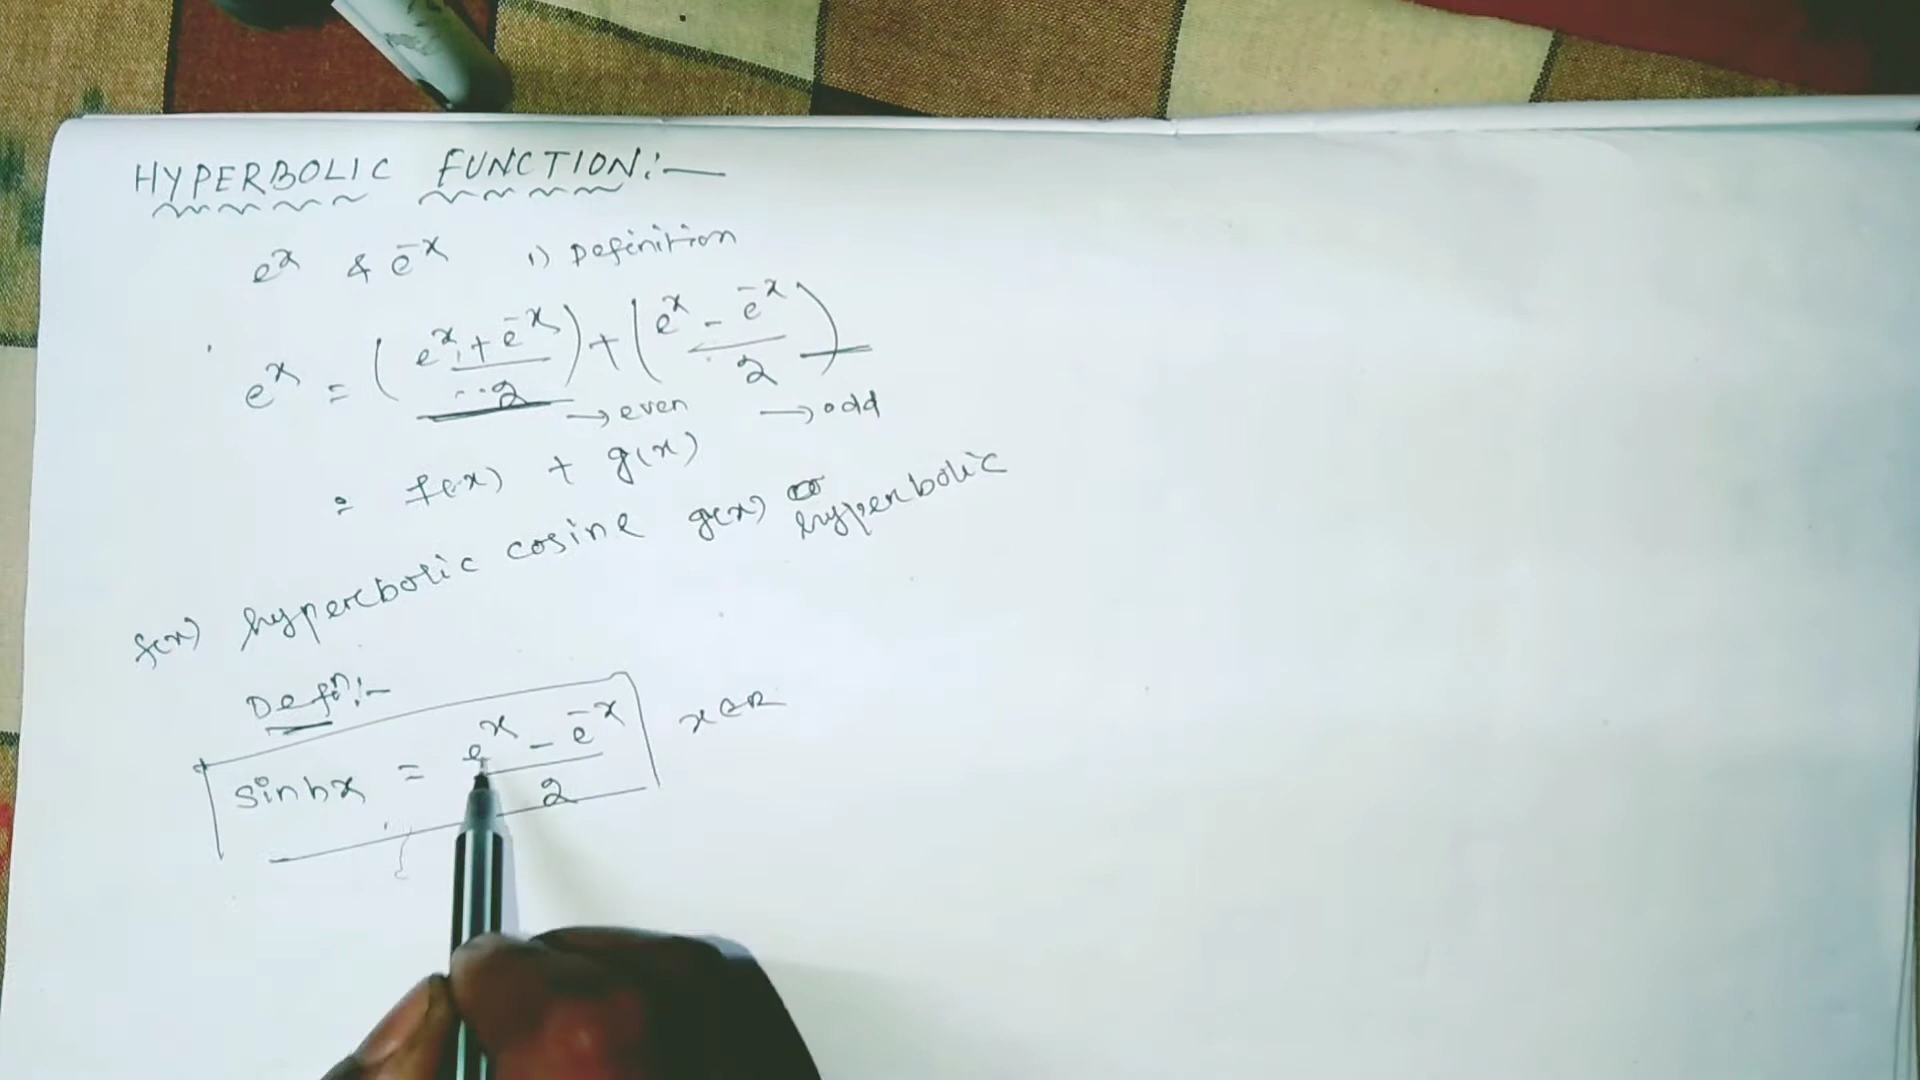 HYPERBOLIC FUNCTION:—
e^x & e^-x 1) Definition
e^x = (e^x + e^-x / 2) + (e^x - e^-x / 2)
→ even → odd
= f(x) + g(x)
f(x) hyperbolic cosine g(x) hyperbolic
Defn:-
sinhx = e^x - e^-x / 2 x∈R